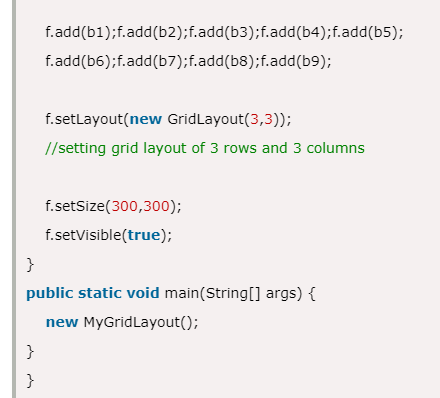 f.add(b1);f.add(b2);f.add(b3);f.add(b4);f.add(b5);
f.add(b6);f.add(b7);f.add(b8);f.add(b9);
f.setLayout(new GridLayout(3,3));
//setting grid layout of 3 rows and 3 columns
f.setSize(300,300);
f.setVisible(true);
}
public static void main(String[] args) {
new MyGridLayout();
}
}